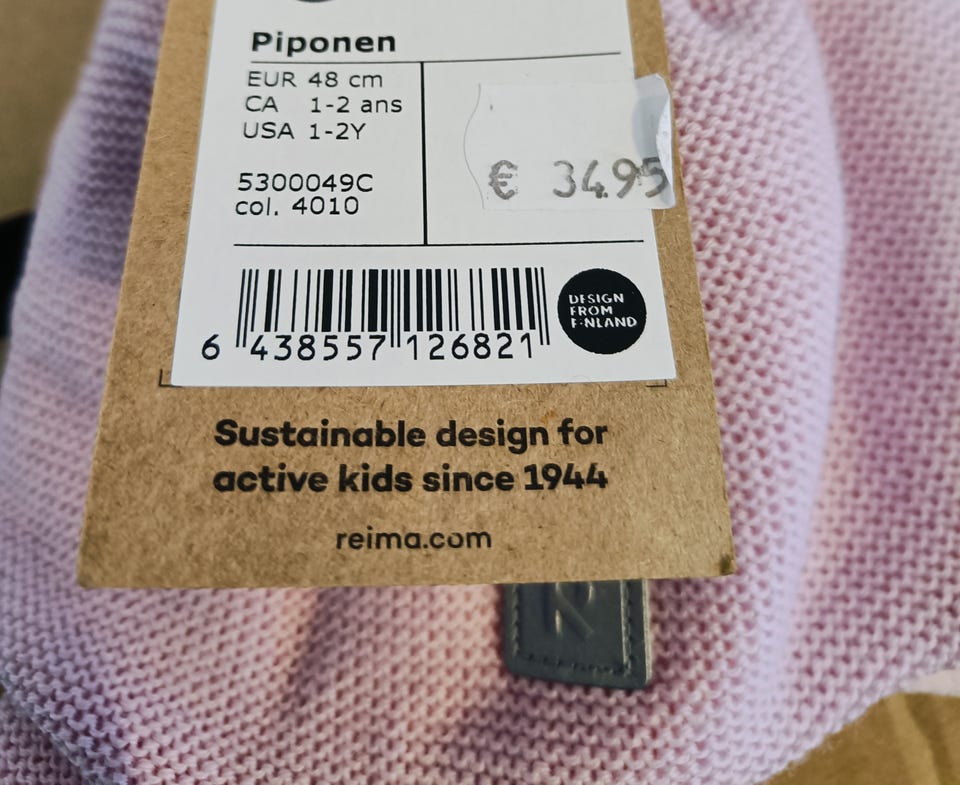 Piponen
EUR 48 cm
CA 1-2 ans
USA 1-2Y
€ 34.95
5300049C
col. 4010
6 438557 126821
DESIGN
FROM
FINLAND
Sustainable design for
active kids since 1944
reima.com